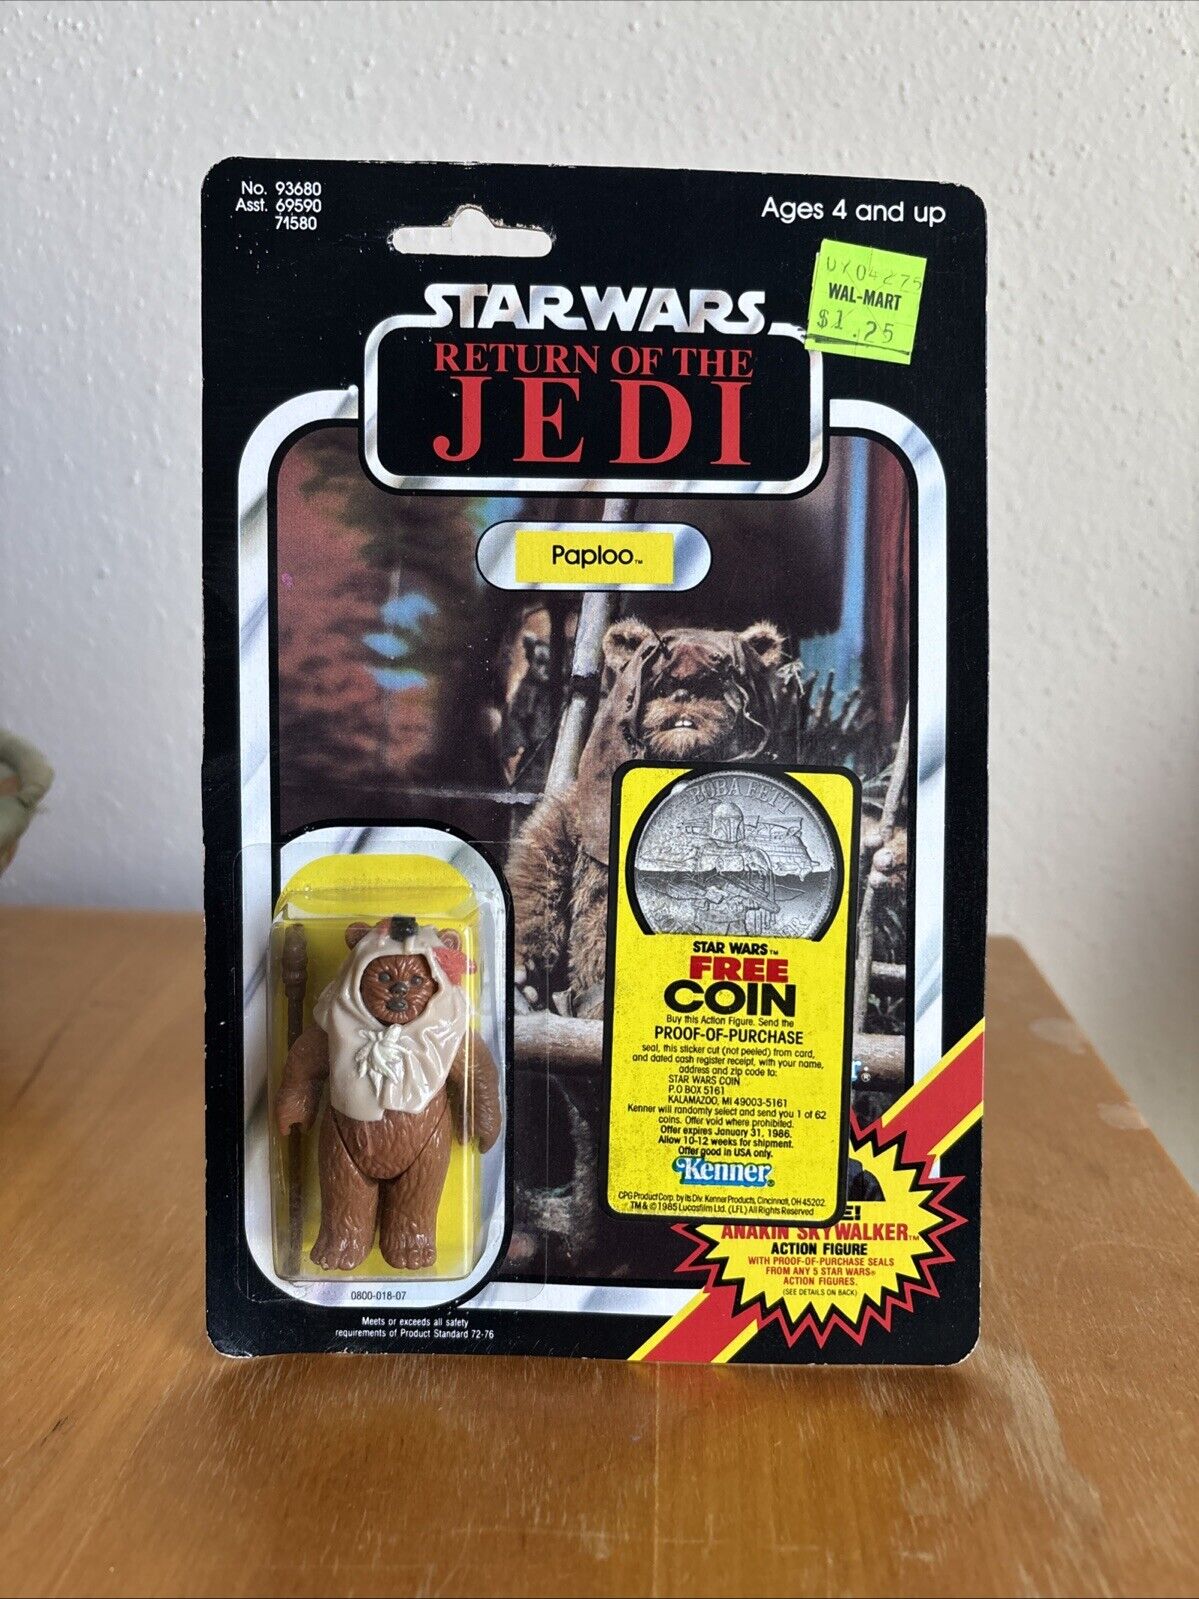 No. 93680
Asst. 69590
71580
Ages 4 and up
WAL-MART
$1.25
STAR WARS
RETURN OF THE
JEDI
Paploo™
BOBA FETT
STAR WARS™
FREE
COIN
Buy this Action Figure. Send the
PROOF-OF-PURCHASE
seal, this sticker cut (not peeled) from card,
and dated cash register receipt, with your name,
address and zip code to:
STAR WARS COIN
P.O BOX 5161
KALAMAZOO, MI 49003-5161
Kenner will randomly select and send you 1 of 62
coins. Offer void where prohibited.
Offer expires January 31, 1986.
Allow 10-12 weeks for shipment.
Offer good in USA only.
Kenner®
CPG Product Corp. by its Div. Kenner Products, Cincinnati, OH 45202
TM & © 1985 Lucasfilm Ltd. (LFL) All Rights Reserved
E!
ANAKIN SKYWALKER™
ACTION FIGURE
WITH PROOF-OF-PURCHASE SEALS
FROM ANY 5 STAR WARS®
ACTION FIGURES.
(SEE DETAILS ON BACK)
0800-018-07
Meets or exceeds all safety
requirements of Product Standard 72-76